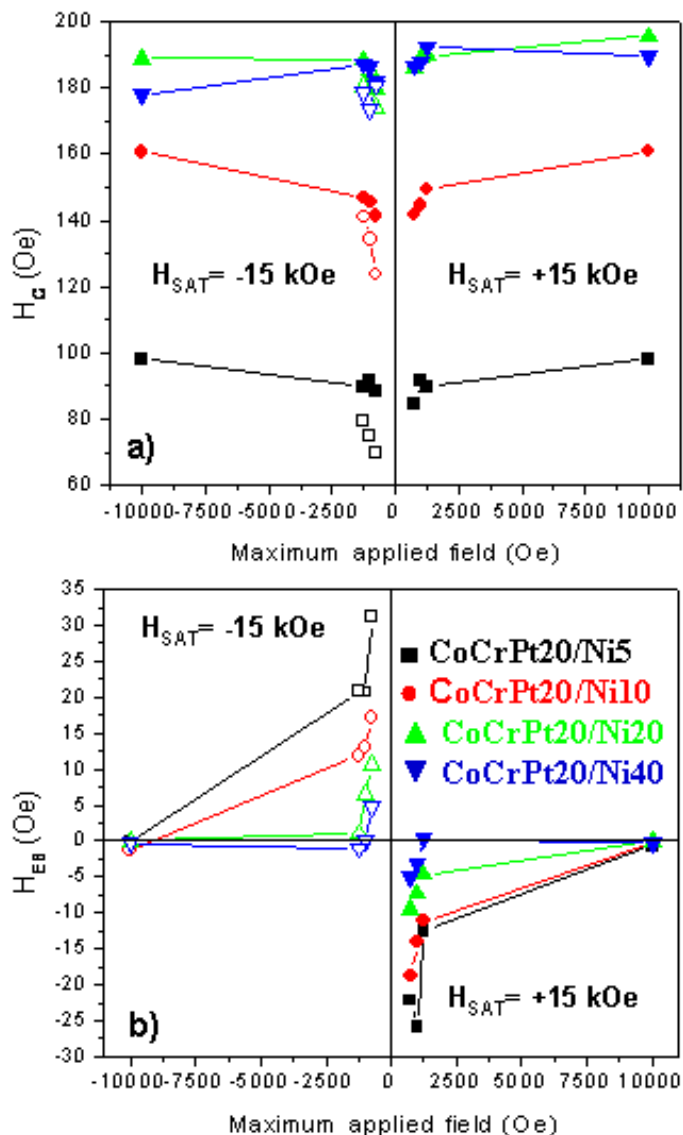 200
180
160
140
120
100
80
60
H_C (Oe)
H_SAT= -15 kOe
H_SAT= +15 kOe
a)
-10000 -7500 -5000 -2500 0 2500 5000 7500 10000
Maximum applied field (Oe)
35
30
25
20
15
10
5
0
-5
-10
-15
-20
-25
-30
H_EB (Oe)
H_SAT= -15 kOe
CoCrPt20/Ni5
CoCrPt20/Ni10
CoCrPt20/Ni20
CoCrPt20/Ni40
H_SAT= +15 kOe
b)
-10000 -7500 -5000 -2500 0 2500 5000 7500 10000
Maximum applied field (Oe)